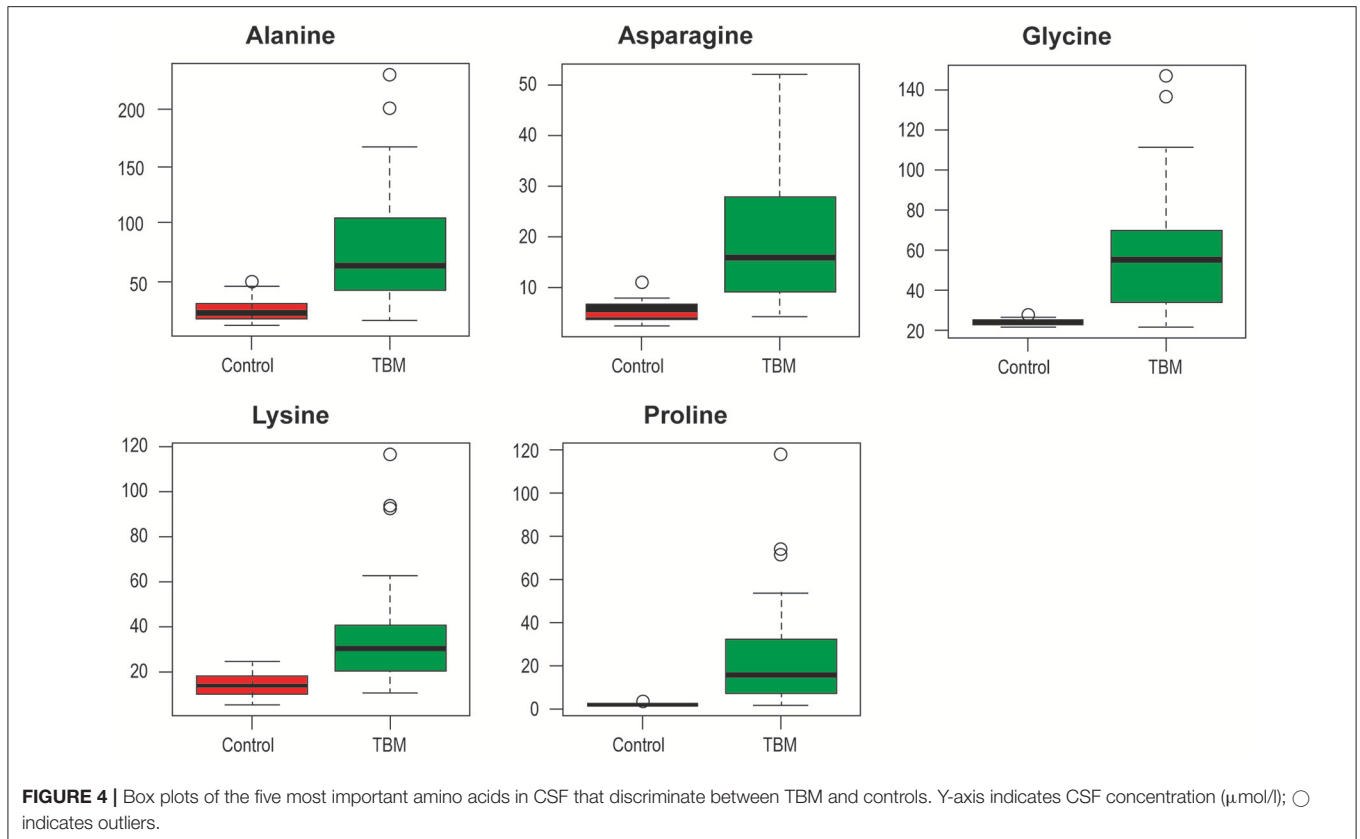 Alanine
200
150
100
50
Control TBM
Asparagine
50
40
30
20
10
Control TBM
Glycine
140
120
100
80
60
40
20
Control TBM
Lysine
120
100
80
60
40
20
Control TBM
Proline
120
100
80
60
40
20
0
Control TBM
FIGURE 4 | Box plots of the five most important amino acids in CSF that discriminate between TBM and controls. Y-axis indicates CSF concentration (μmol/l); ○
indicates outliers.